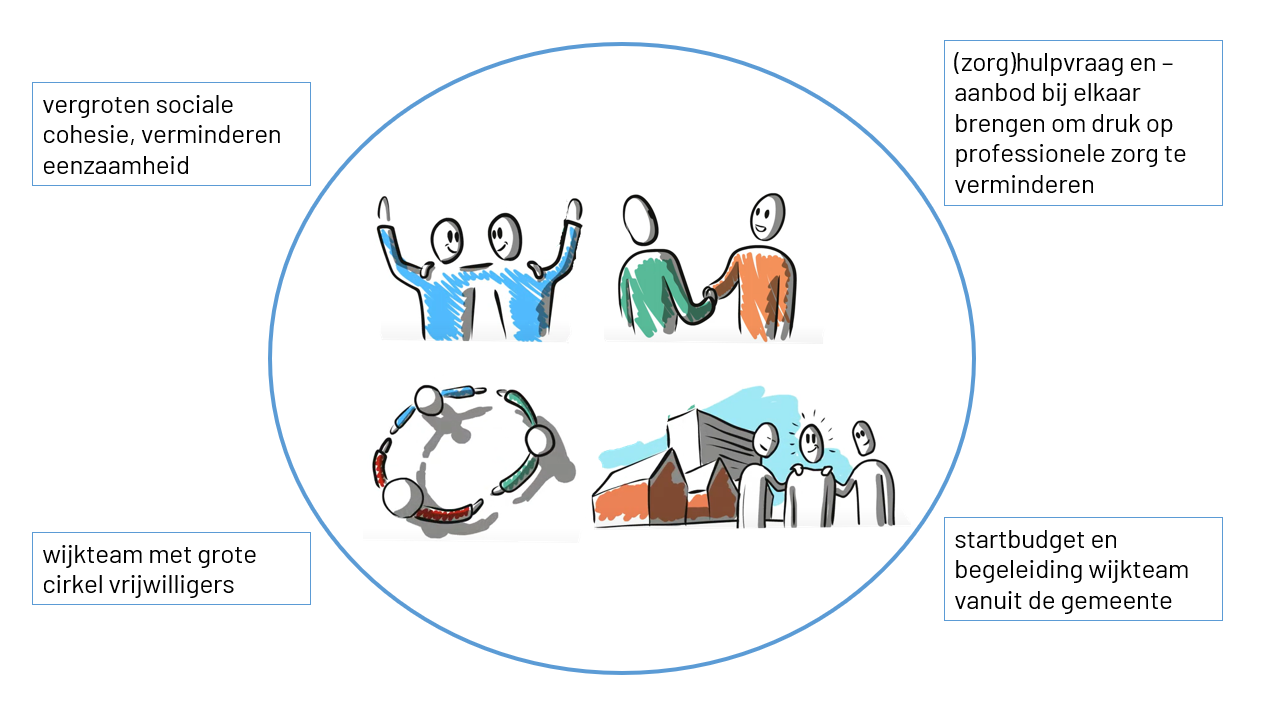 vergroten sociale
cohesie, verminderen
eenzaamheid
(zorg)hulpvraag en –
aanbod bij elkaar
brengen om druk op
professionele zorg te
verminderen
wijkteam met grote
cirkel vrijwilligers
startbudget en
begeleiding wijkteam
vanuit de gemeente